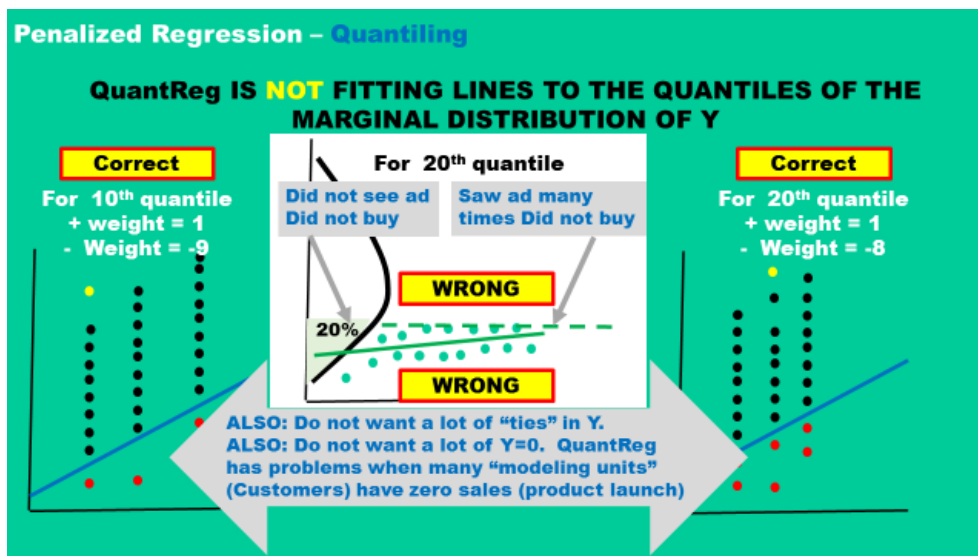 Penalized Regression – Quantiling
QuantReg IS NOT FITTING LINES TO THE QUANTILES OF THE
MARGINAL DISTRIBUTION OF Y
Correct
For 10th quantile
+ weight = 1
- Weight = -9
For 20th quantile
Did not see ad
Did not buy
Saw ad many
times Did not buy
WRONG
20%
WRONG
Correct
For 20th quantile
+ weight = 1
- Weight = -8
ALSO: Do not want a lot of “ties” in Y.
ALSO: Do not want a lot of Y=0. QuantReg
has problems when many “modeling units”
(Customers) have zero sales (product launch)